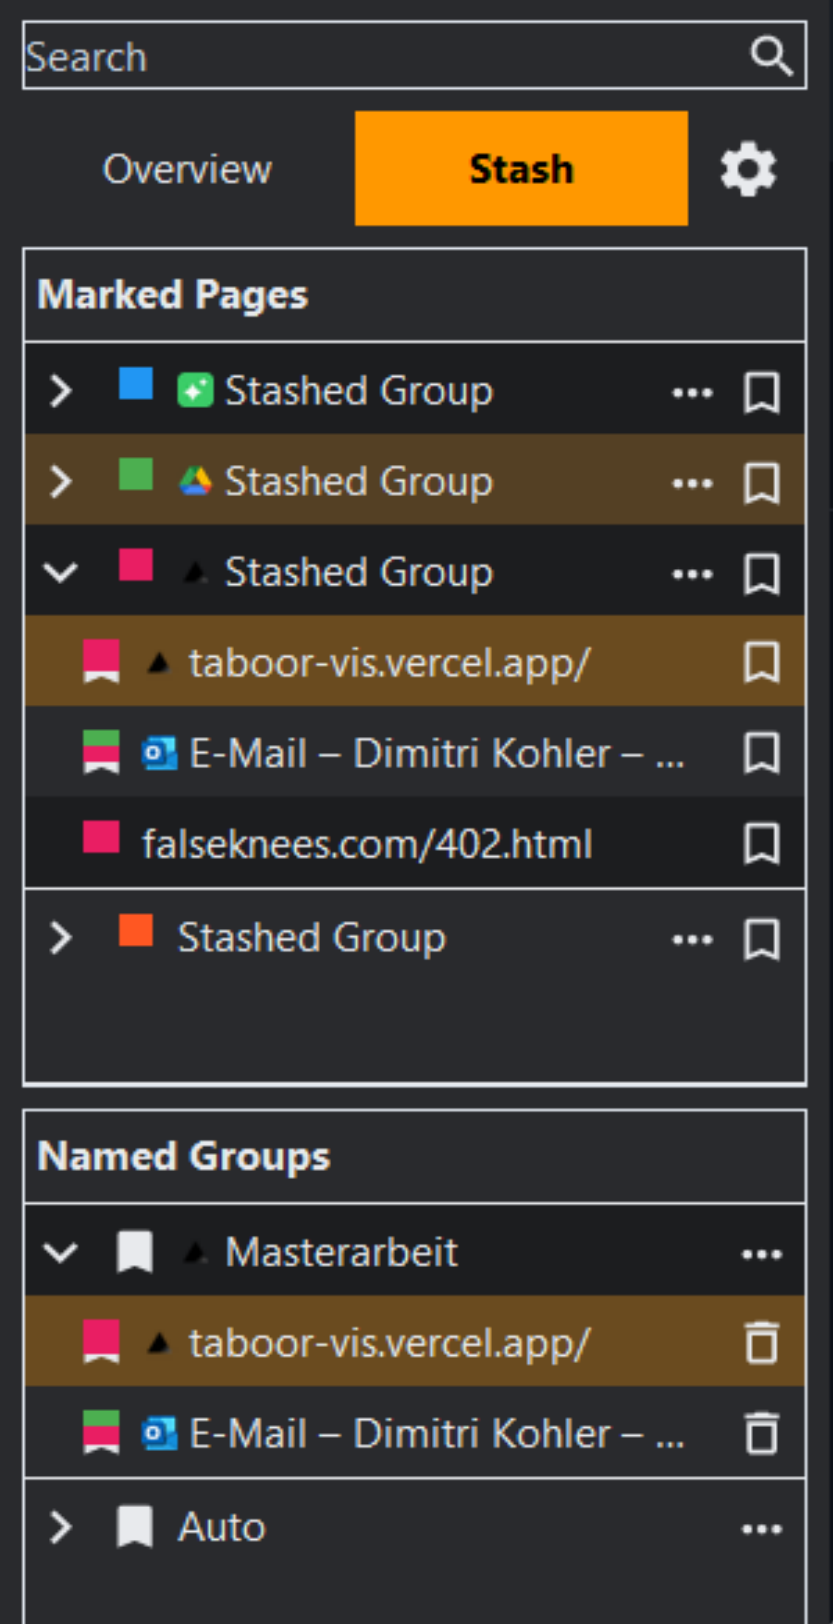 Search
Overview
Stash
Marked Pages
Stashed Group
Stashed Group
Stashed Group
taboor-vis.vercel.app/
E-Mail – Dimitri Kohler – ...
falseknees.com/402.html
Stashed Group
Named Groups
Masterarbeit
taboor-vis.vercel.app/
E-Mail – Dimitri Kohler – ...
Auto